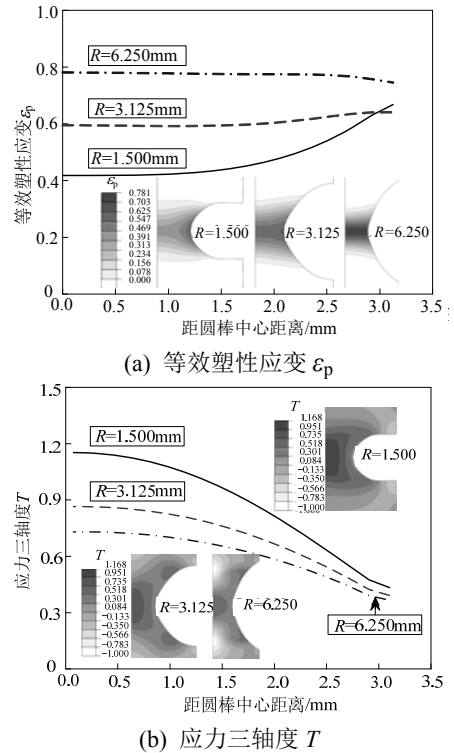 1.0
R=6.250mm
0.8
R=3.125mm
0.6
R=1.500mm
0.4
0.2
0
等效塑性应变εp
εp
0.781
0.703
0.625
0.547
0.469
0.391
0.313
0.234
0.156
0.078
0.000
R=1.500
R=3.125
R=6.250
0.0 0.5 1.0 1.5 2.0 2.5 3.0 3.5
距圆棒中心距离/mm
(a) 等效塑性应变 εp
1.5
1.2
0.9
0.6
0.3
0.0
应力三轴度T
R=1.500mm
R=3.125mm
T
1.168
0.951
0.735
0.518
0.301
0.084
−0.133
−0.350
−0.566
−0.783
−1.000
R=1.500
T
1.168
0.951
0.735
0.518
0.301
0.084
−0.133
−0.350
−0.566
−0.783
−1.000
R=3.125
R=6.250
R=6.250mm
0.0 0.5 1.0 1.5 2.0 2.5 3.0 3.5
距圆棒中心距离/mm
(b) 应力三轴度 T